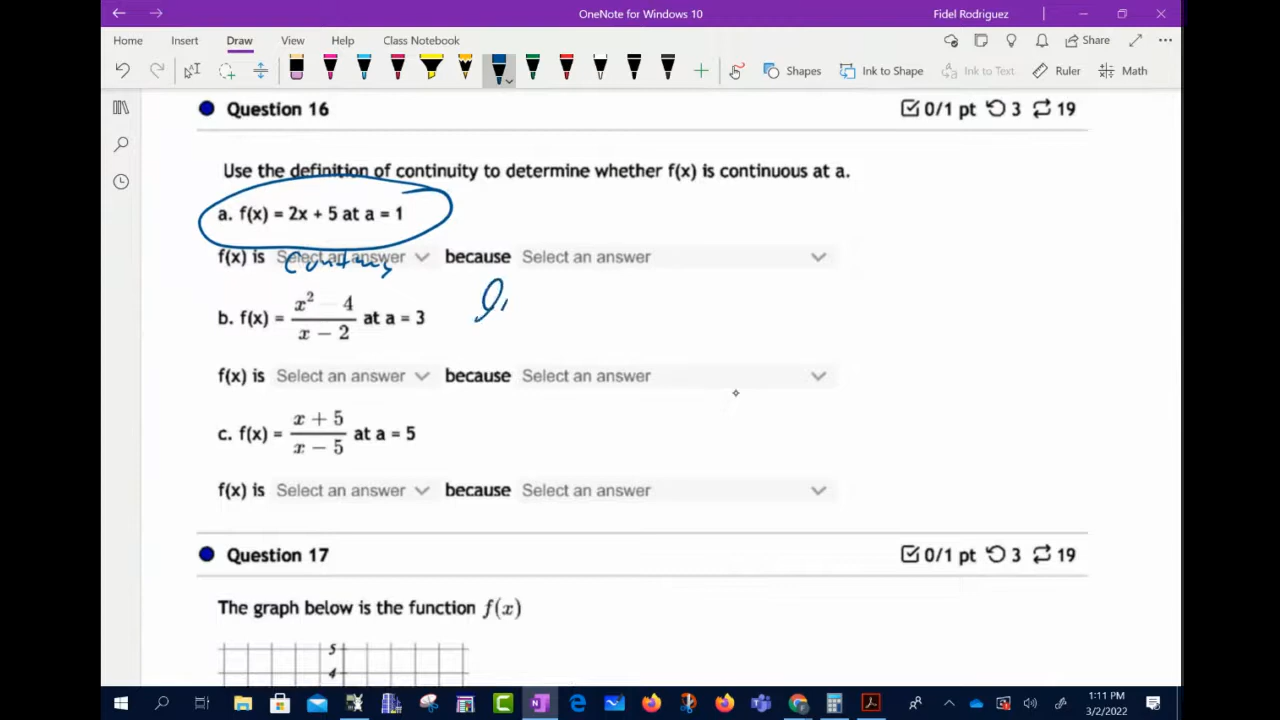 OneNote for Windows 10
Fidel Rodriguez
Home Insert Draw View Help Class Notebook
Share
Shapes Ink to Shape Ink to Text Ruler Math
Question 16
0/1 pt 3 19
Use the definition of continuity to determine whether f(x) is continuous at a.
a. f(x) = 2x + 5 at a = 1
f(x) is Select an answer because Select an answer
b. f(x) = (x² − 4)/(x − 2) at a = 3
f(x) is Select an answer because Select an answer
c. f(x) = (x + 5)/(x − 5) at a = 5
f(x) is Select an answer because Select an answer
Question 17
0/1 pt 3 19
The graph below is the function f(x)
5
4
1:11 PM
3/2/2022